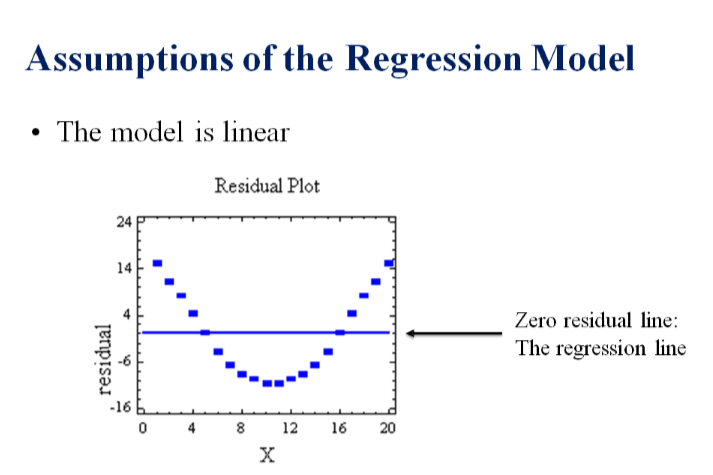 Assumptions of the Regression Model
• The model is linear
Residual Plot
24
14
4
-6
-16
residual
0 4 8 12 16 20
X
Zero residual line:
The regression line